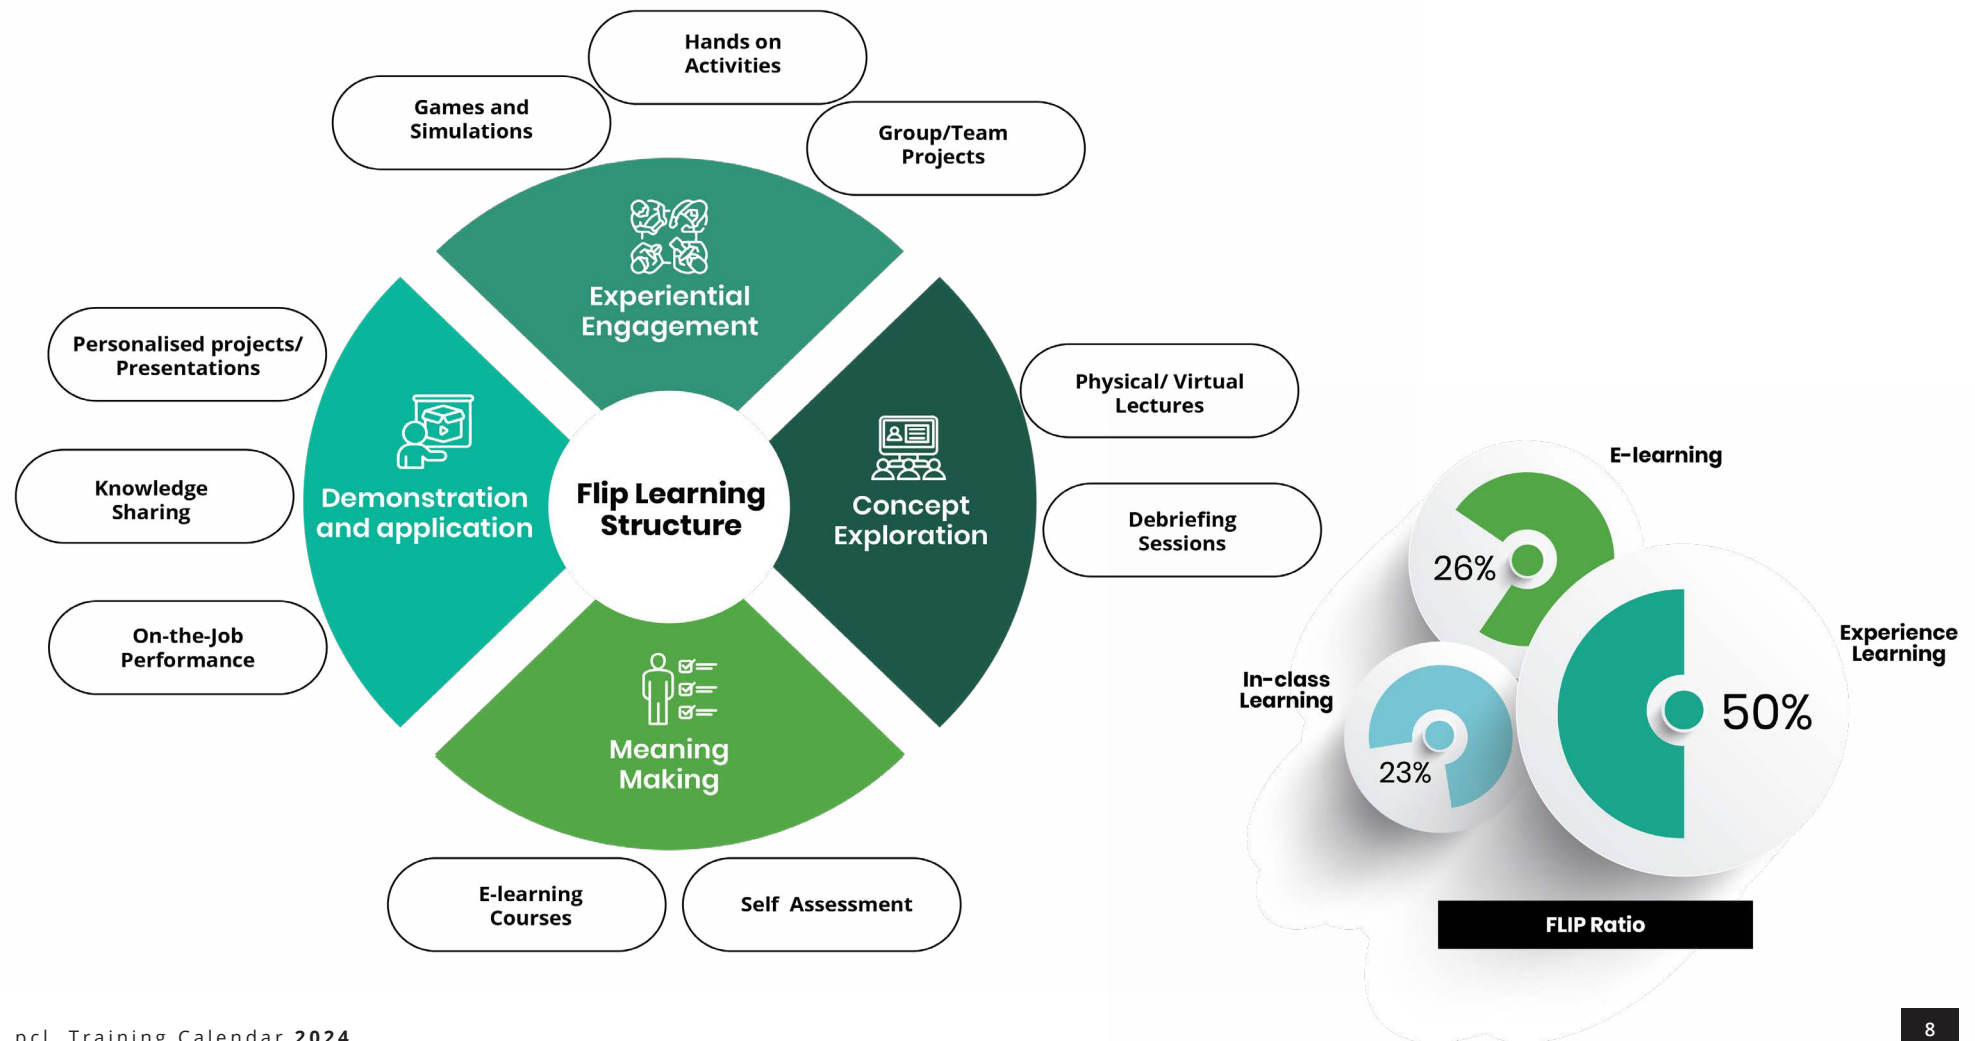 Hands on
Activities
Games and
Simulations
Group/Team
Projects
Experiential
Engagement
Personalised projects/
Presentations
Physical/ Virtual
Lectures
Knowledge
Sharing
Demonstration
and application
Flip Learning
Structure
Concept
Exploration
Debriefing
Sessions
On-the-Job
Performance
Meaning
Making
E-learning
Courses
Self Assessment
E-learning
26%
Experience
Learning
50%
In-class
Learning
23%
FLIP Ratio
pcl. Training Calendar 2024
8